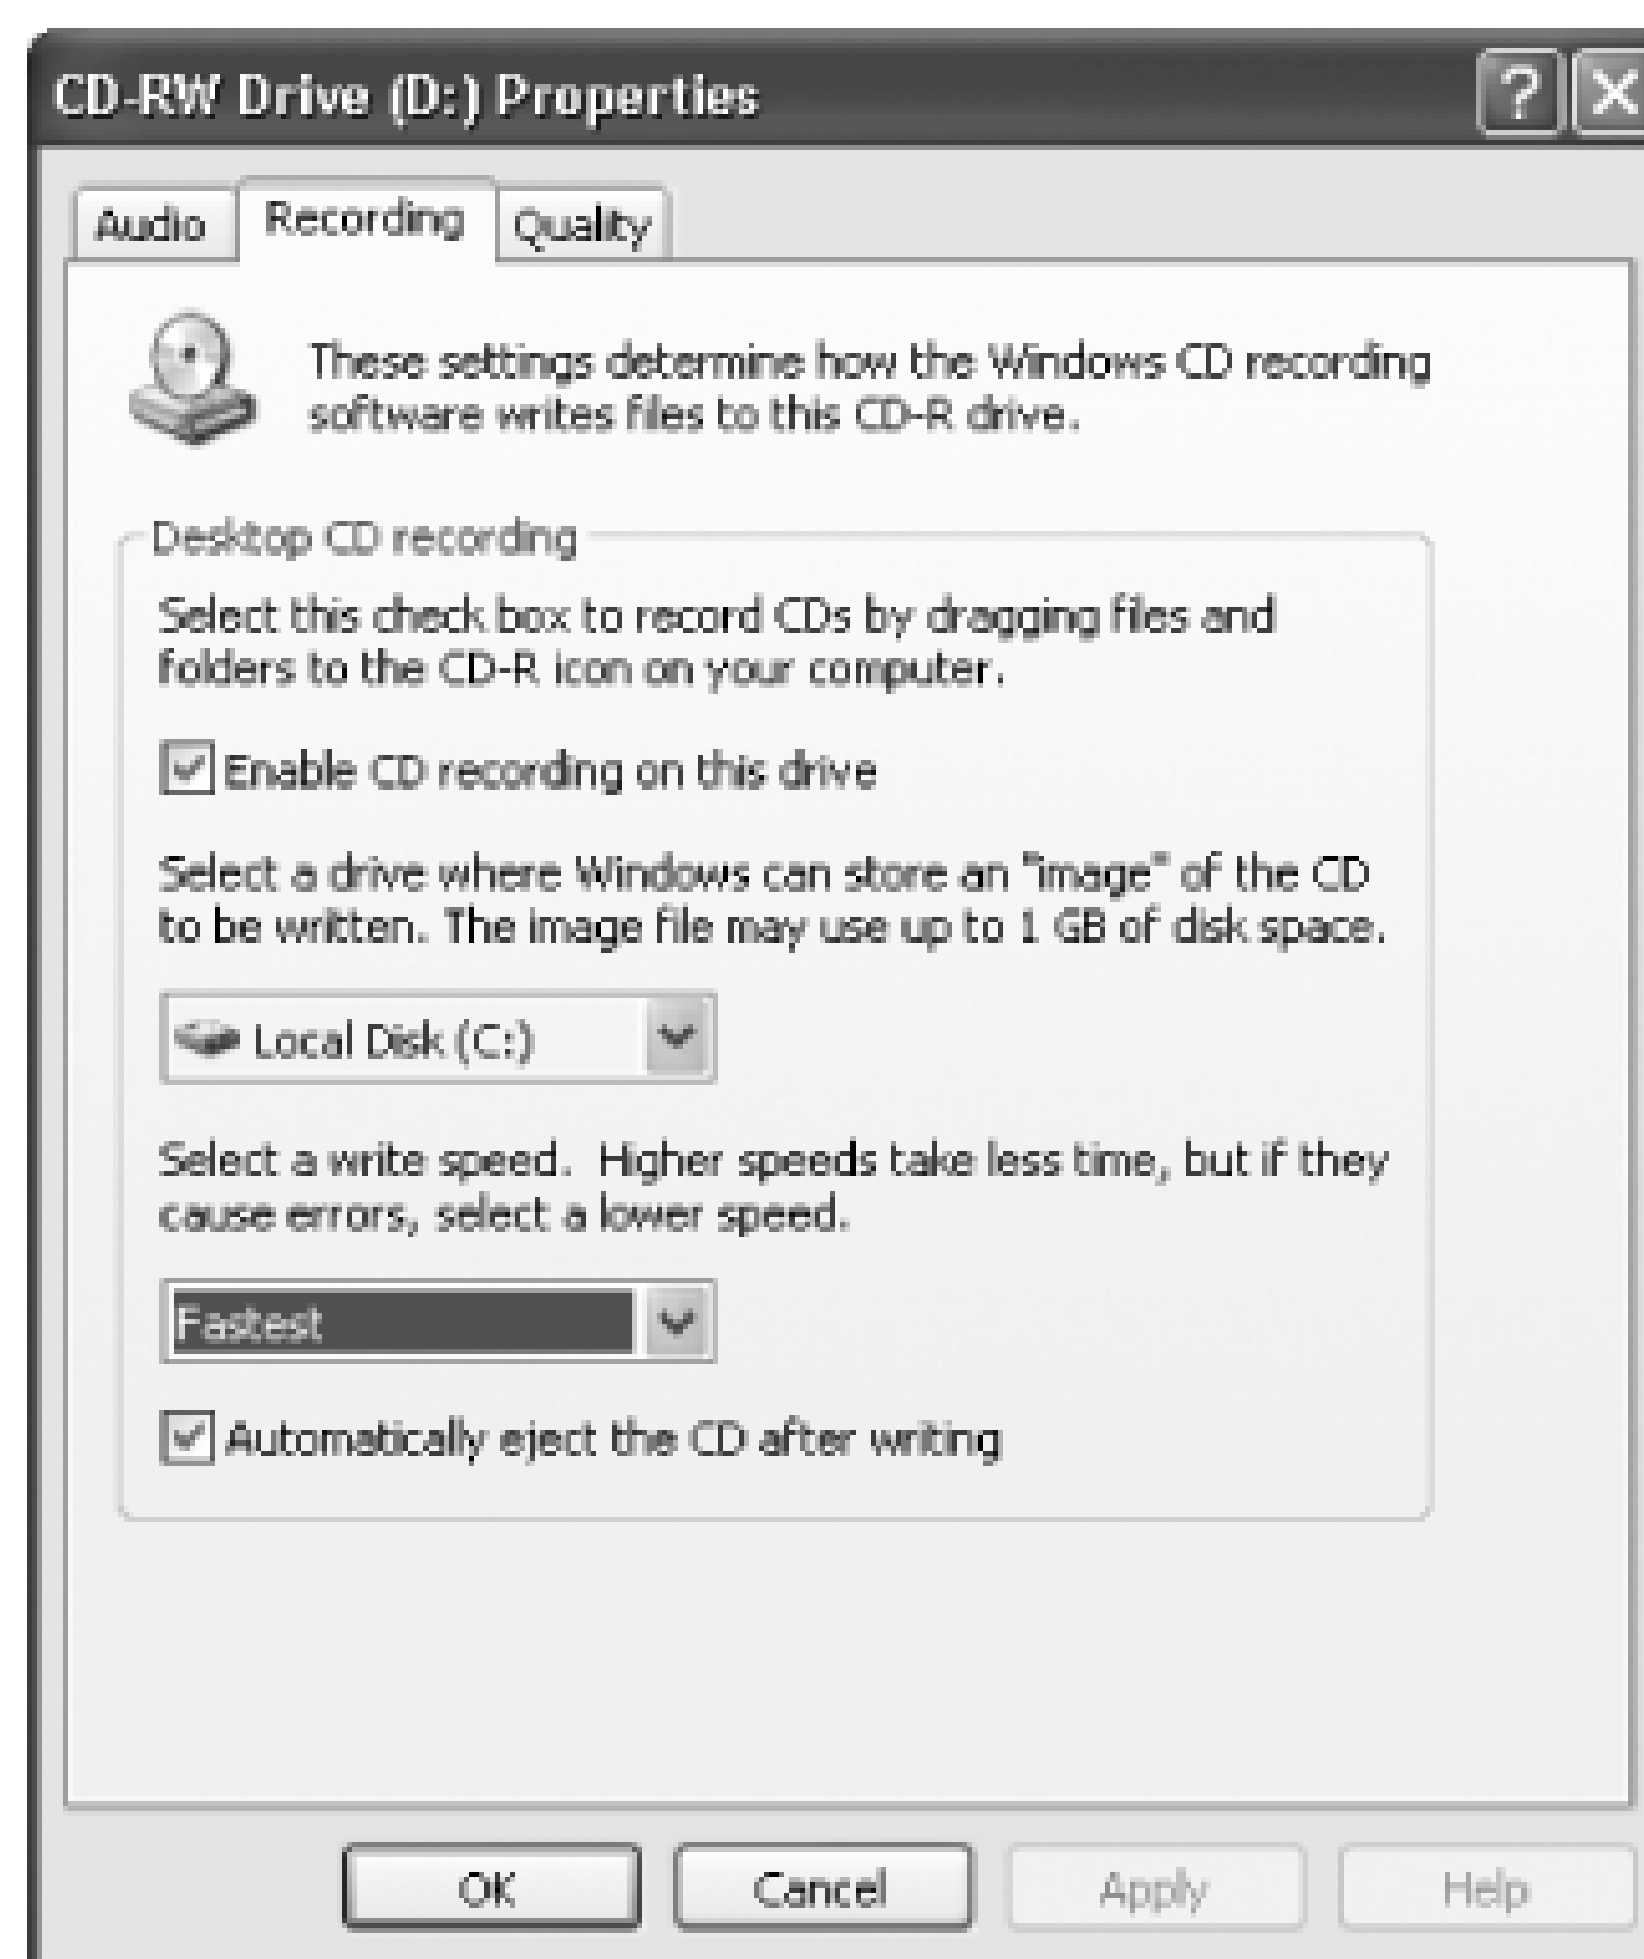 CD-RW Drive (D:) Properties
Audio
Recording
Quality
These settings determine how the Windows CD recording
software writes files to this CD-R drive.
Desktop CD recording
Select this check box to record CDs by dragging files and
folders to the CD-R icon on your computer.
Enable CD recording on this drive
Select a drive where Windows can store an "image" of the CD
to be written. The image file may use up to 1 GB of disk space.
Local Disk (C:)
Select a write speed.  Higher speeds take less time, but if they
cause errors, select a lower speed.
Fastest
Automatically eject the CD after writing
OK
Cancel
Apply
Help